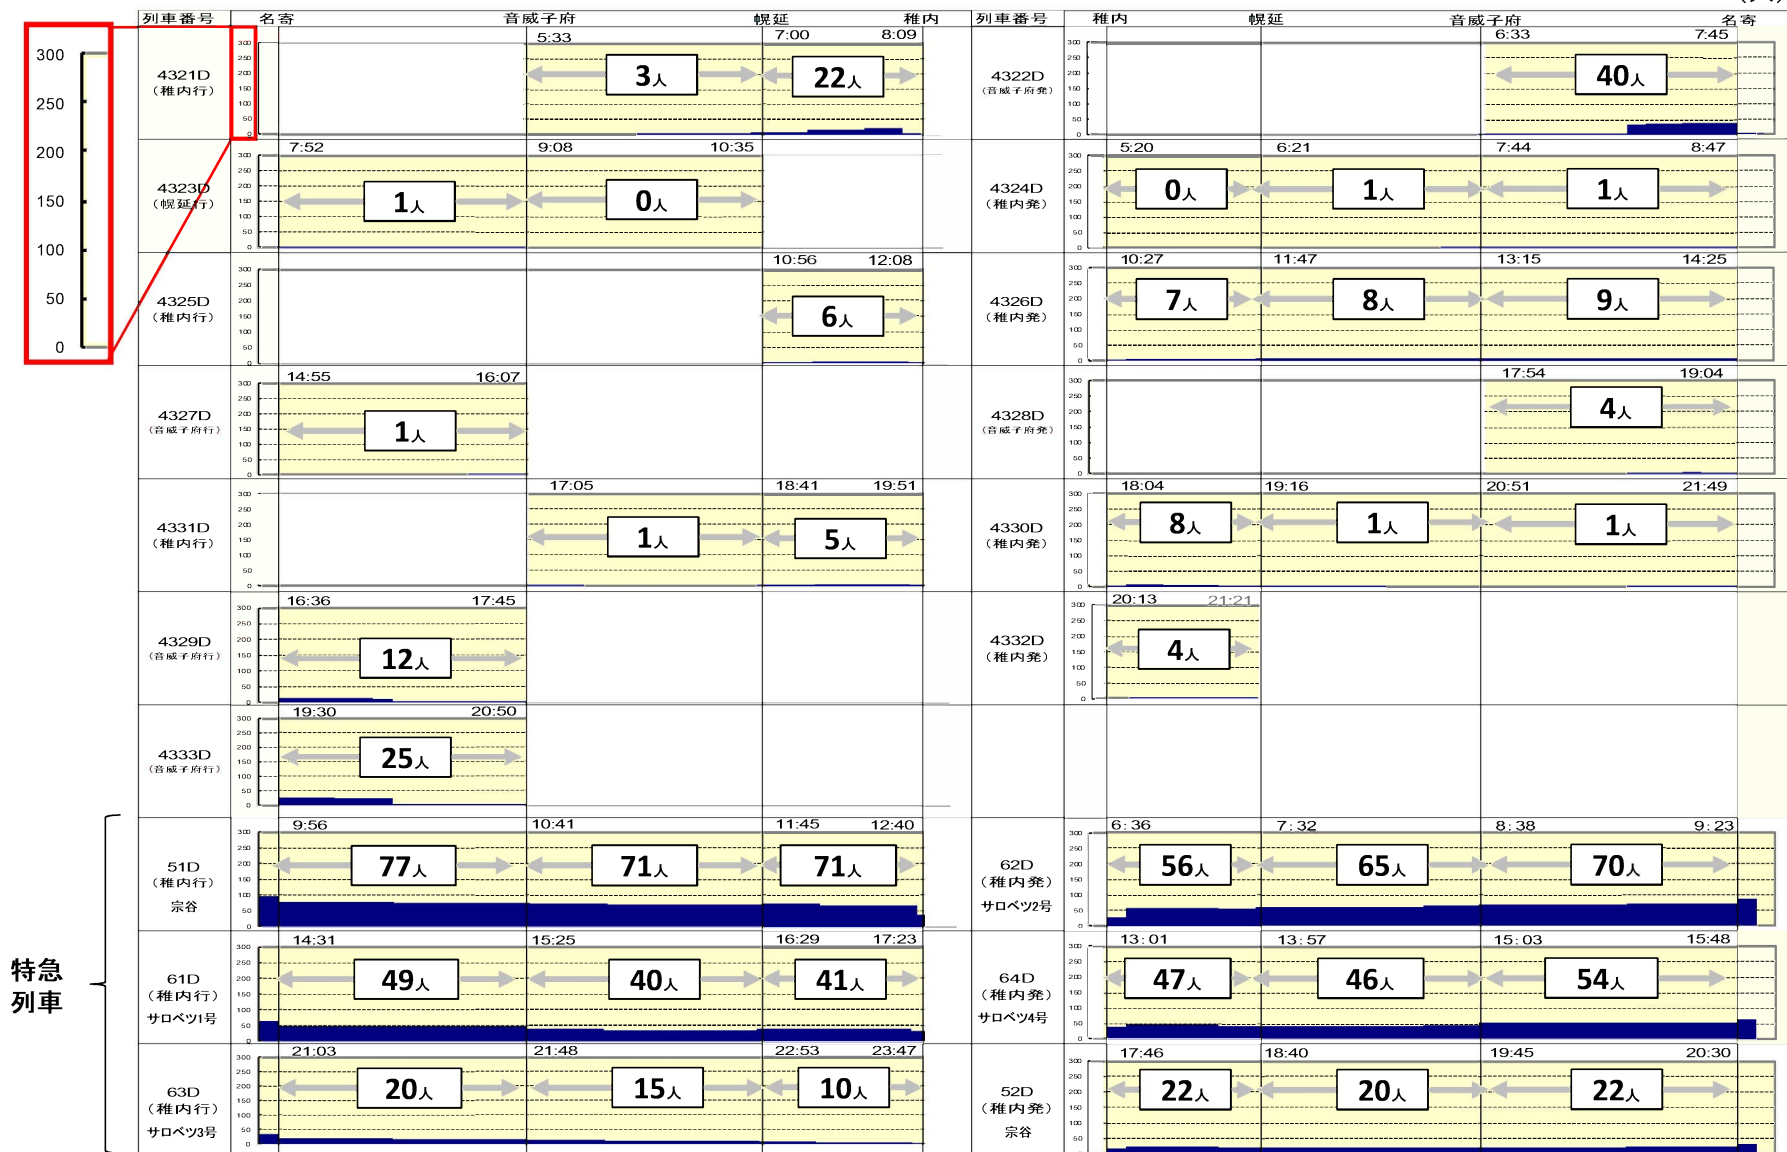 列車番号 名寄 音威子府 幌延 稚内 列車番号 稚内 幌延 音威子府 名寄
300
250
200
150
100
50
0
4321D
(稚内行)
5:33 7:00 8:09
3人 22人
4322D
(音威子府発)
6:33 7:45
40人
4323D
(幌延行)
7:52 9:08 10:35
1人 0人
4324D
(稚内発)
5:20 6:21 7:44 8:47
0人 1人 1人
4325D
(稚内行)
10:56 12:08
6人
4326D
(稚内発)
10:27 11:47 13:15 14:25
7人 8人 9人
4327D
(音威子府行)
14:55 16:07
1人
4328D
(音威子府発)
17:54 19:04
4人
4331D
(稚内行)
17:05 18:41 19:51
1人 5人
4330D
(稚内発)
18:04 19:16 20:51 21:49
8人 1人 1人
4329D
(音威子府行)
16:36 17:45
12人
4332D
(稚内発)
20:13 21:21
4人
4333D
(音威子府行)
19:30 20:50
25人
特急
列車
51D
(稚内行)
宗谷
9:56 10:41 11:45 12:40
77人 71人 71人
62D
(稚内発)
サロベツ2号
6:36 7:32 8:38 9:23
56人 65人 70人
61D
(稚内行)
サロベツ1号
14:31 15:25 16:29 17:23
49人 40人 41人
64D
(稚内発)
サロベツ4号
13:01 13:57 15:03 15:48
47人 46人 54人
63D
(稚内行)
サロベツ3号
21:03 21:48 22:53 23:47
20人 15人 10人
52D
(稚内発)
宗谷
17:46 18:40 19:45 20:30
22人 20人 22人